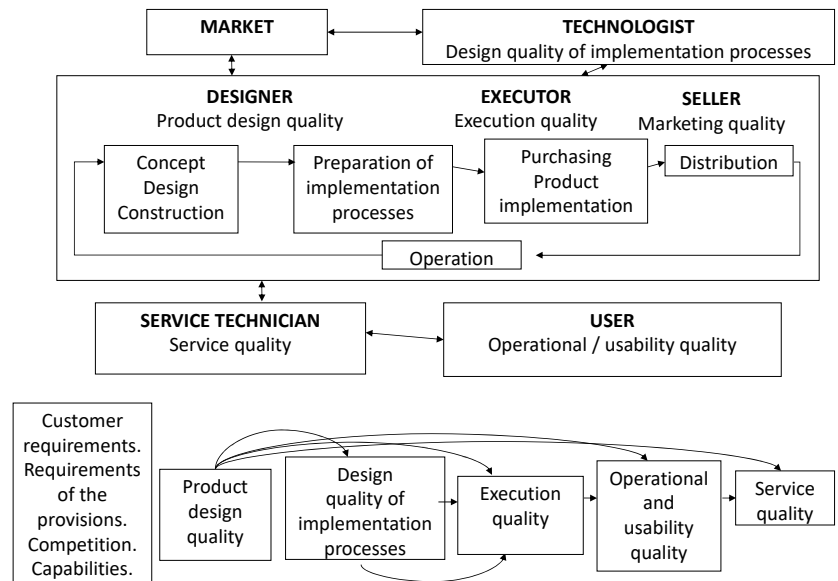 MARKET
TECHNOLOGIST
Design quality of implementation processes
DESIGNER
Product design quality
EXECUTOR
Execution quality
SELLER
Marketing quality
Concept
Design
Construction
Preparation of
implementation
processes
Purchasing
Product
implementation
Distribution
Operation
SERVICE TECHNICIAN
Service quality
USER
Operational / usability quality
Customer
requirements.
Requirements
of the
provisions.
Competition.
Capabilities.
Product
design
quality
Design
quality of
implementation
processes
Execution
quality
Operational
and
usability
quality
Service
quality